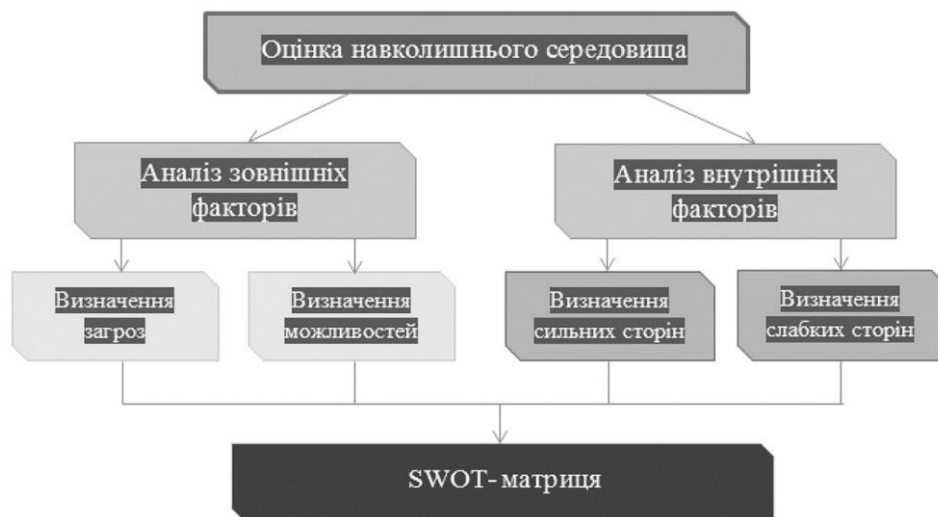 Оцінка навколишнього середовища
Аналіз зовнішніх
факторів
Аналіз внутрішніх
факторів
Визначення
загроз
Визначення
можливостей
Визначення
сильних сторін
Визначення
слабких сторін
SWOT- матриця